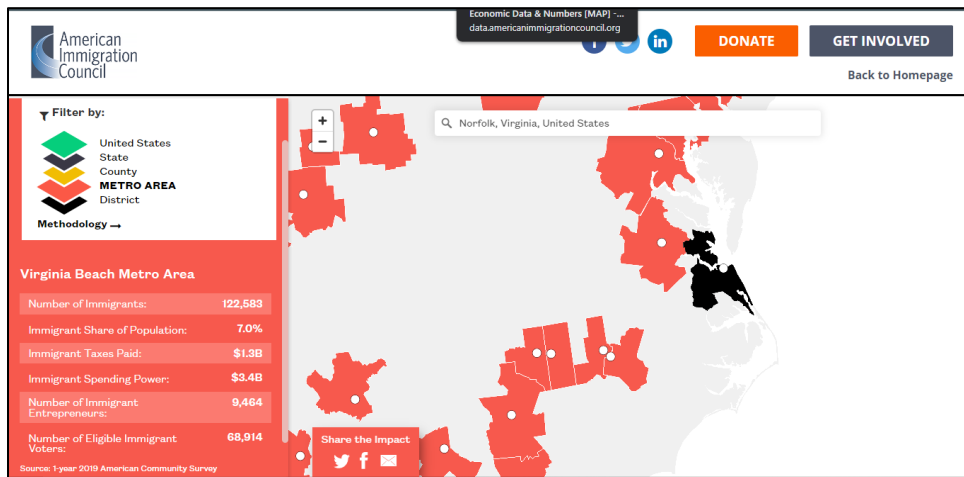 Economic Data & Numbers [MAP] -...
data.americanimmigrationcouncil.org
American
Immigration
Council
f
in
DONATE
GET INVOLVED
Back to Homepage
Filter by:
United States
State
County
METRO AREA
District
Methodology →
+
−
Norfolk, Virginia, United States
Virginia Beach Metro Area
Number of Immigrants: 122,583
Immigrant Share of Population: 7.0%
Immigrant Taxes Paid: $1.3B
Immigrant Spending Power: $3.4B
Number of Immigrant
Entrepreneurs: 9,464
Number of Eligible Immigrant
Voters: 68,914
Source: 1-year 2019 American Community Survey
Share the Impact
f